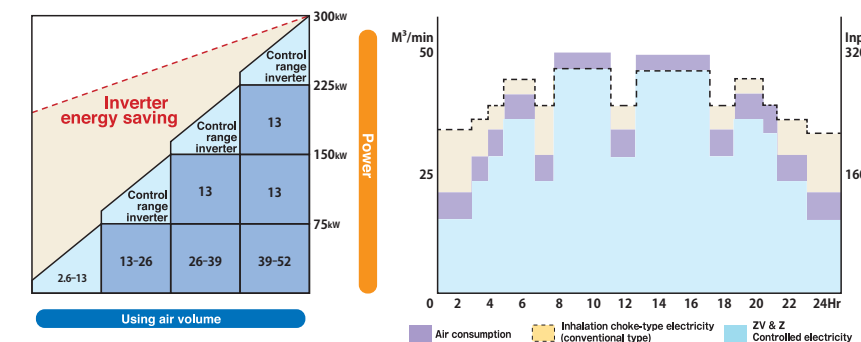 300kW
Control
range
inverter
225kW
Inverter
energy saving
Control
range
inverter
13
150kW
Control
range
inverter
13
13
75kW
2.6-13
13-26
26-39
39-52
Power
Using air volume
M³/min
Inp
50
320
25
160
0 2 4 6 8 10 12 14 16 18 20 22 24Hr
Air consumption
Inhalation choke-type electricity
(conventional type)
ZV & Z
Controlled electricity